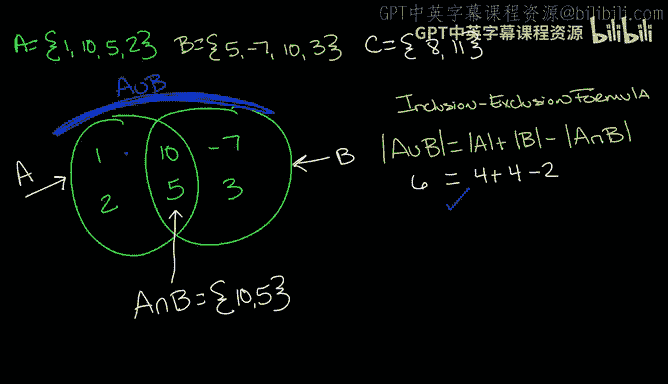 GPT中英字幕课程资源@bilibili
GPT中英字幕课程资源 bilibili
A={1,10,5,2} B={5,-7,10,3} C={8,11}
A∪B
Inclusion-Exclusion Formula
|A∪B|=|A|+|B|-|A∩B|
6 = 4+4-2
A
B
1 10 -7
2 5 3
A∩B={10,5}